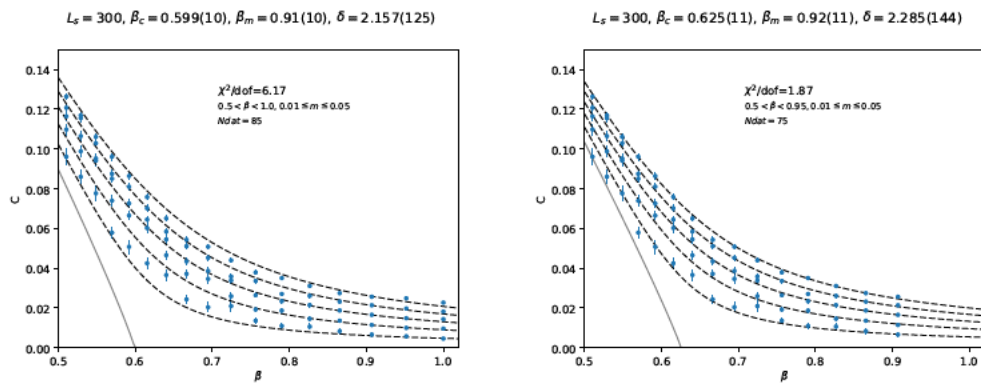 L_s = 300, β_c = 0.599(10), β_m = 0.91(10), δ = 2.157(125)
χ²/dof=6.17
0.5 < β < 1.0, 0.01 ≤ m ≤ 0.05
Ndat = 85
C
0.14
0.12
0.10
0.08
0.06
0.04
0.02
0.00
0.5 0.6 0.7 0.8 0.9 1.0
β
L_s = 300, β_c = 0.625(11), β_m = 0.92(11), δ = 2.285(144)
χ²/dof=1.87
0.5 < β < 0.95, 0.01 ≤ m ≤ 0.05
Ndat = 75
C
0.14
0.12
0.10
0.08
0.06
0.04
0.02
0.00
0.5 0.6 0.7 0.8 0.9 1.0
β